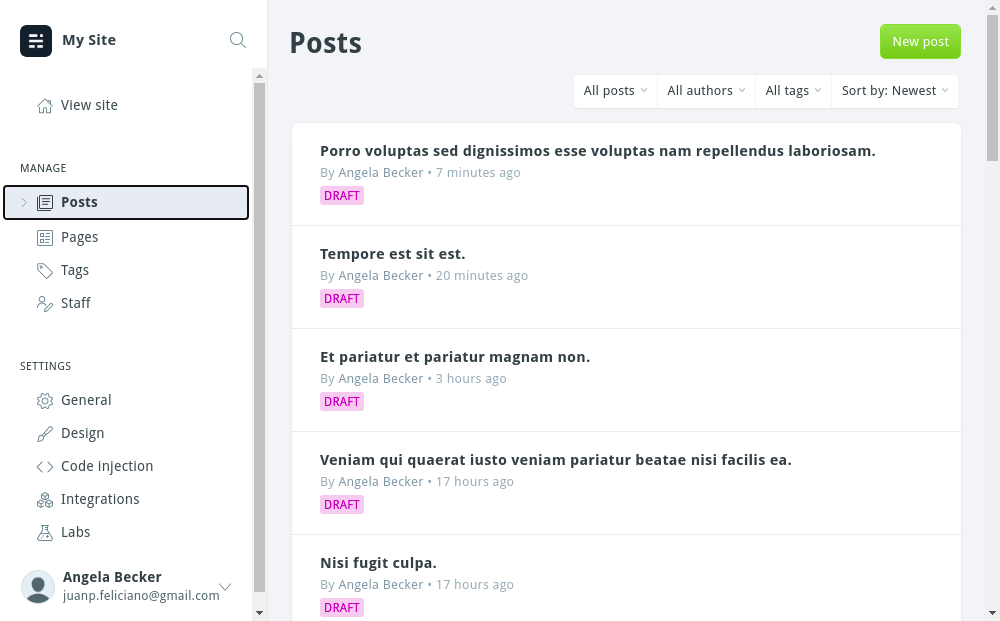 My Site
View site
MANAGE
Posts
Pages
Tags
Staff
SETTINGS
General
Design
Code injection
Integrations
Labs
Angela Becker
juanp.feliciano@gmail.com
Posts
New post
All posts
All authors
All tags
Sort by: Newest
Porro voluptas sed dignissimos esse voluptas nam repellendus laboriosam.
By Angela Becker • 7 minutes ago
DRAFT
Tempore est sit est.
By Angela Becker • 20 minutes ago
DRAFT
Et pariatur et pariatur magnam non.
By Angela Becker • 3 hours ago
DRAFT
Veniam qui quaerat iusto veniam pariatur beatae nisi facilis ea.
By Angela Becker • 17 hours ago
DRAFT
Nisi fugit culpa.
By Angela Becker • 17 hours ago
DRAFT